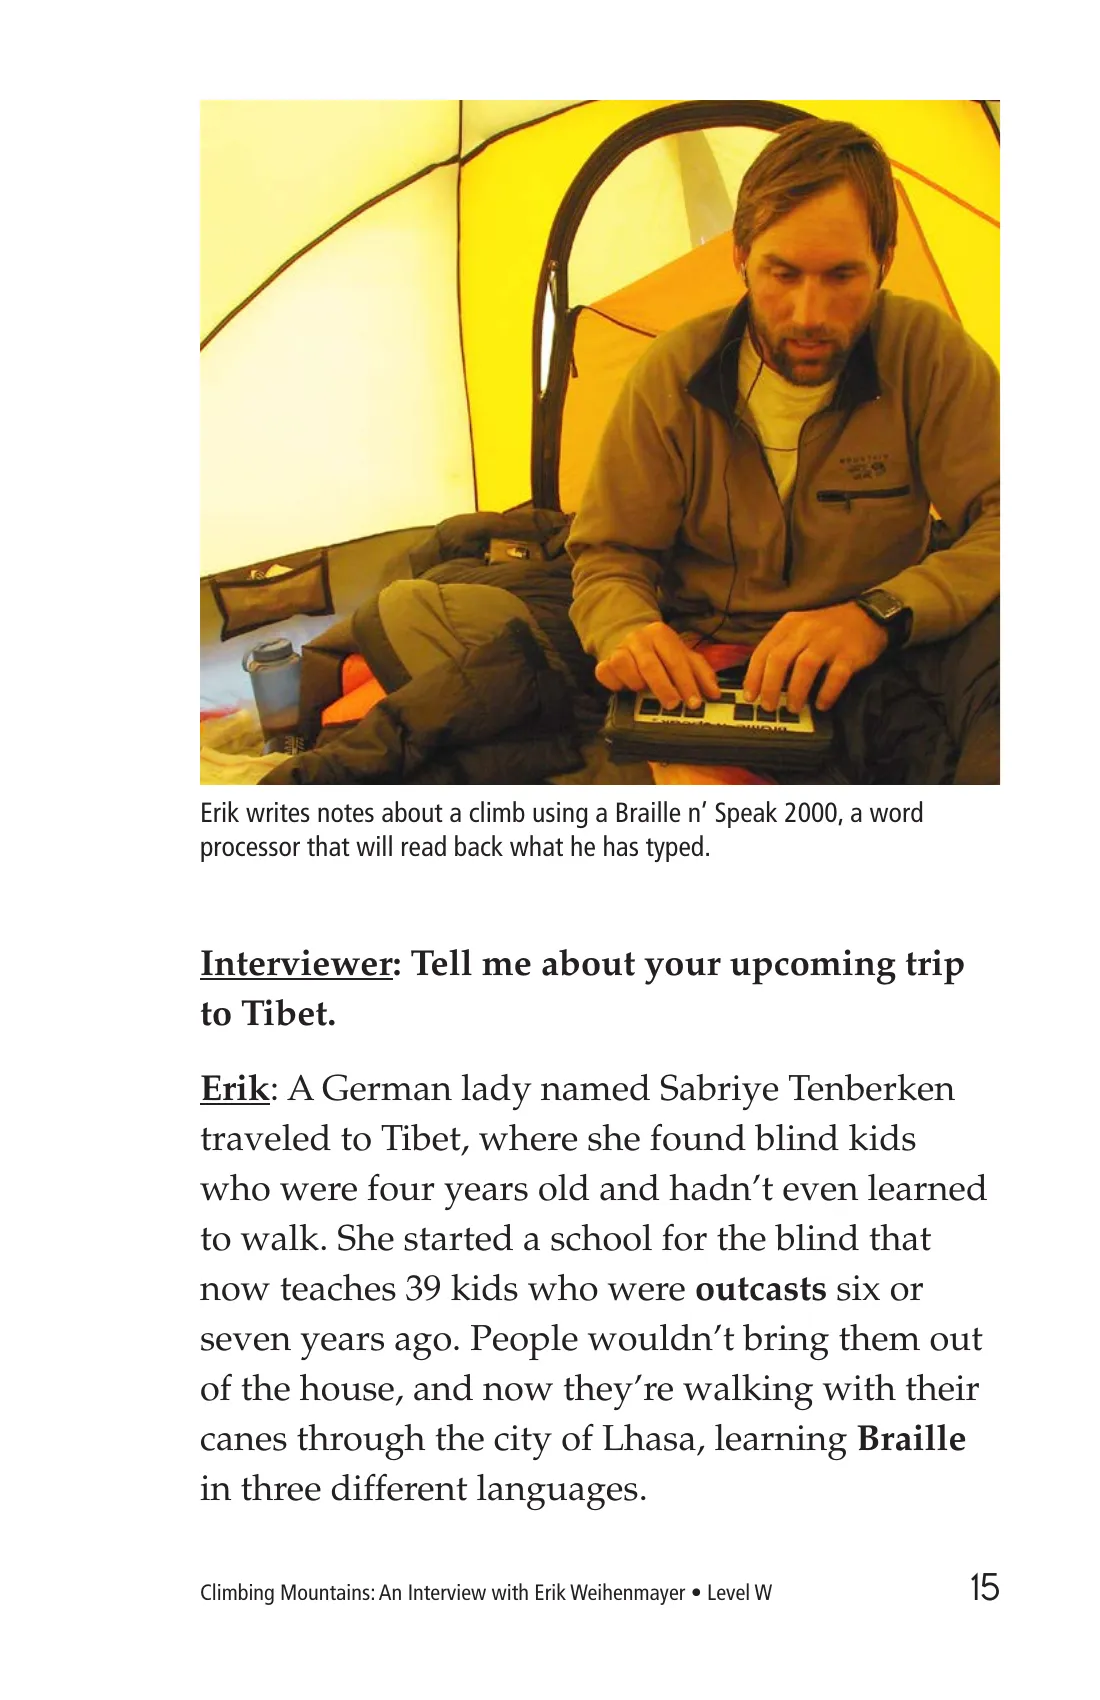 Erik writes notes about a climb using a Braille n’ Speak 2000, a word
processor that will read back what he has typed.
Interviewer: Tell me about your upcoming trip
to Tibet.
Erik: A German lady named Sabriye Tenberken
traveled to Tibet, where she found blind kids
who were four years old and hadn’t even learned
to walk. She started a school for the blind that
now teaches 39 kids who were outcasts six or
seven years ago. People wouldn’t bring them out
of the house, and now they’re walking with their
canes through the city of Lhasa, learning Braille
in three different languages.
Climbing Mountains: An Interview with Erik Weihenmayer • Level W 15